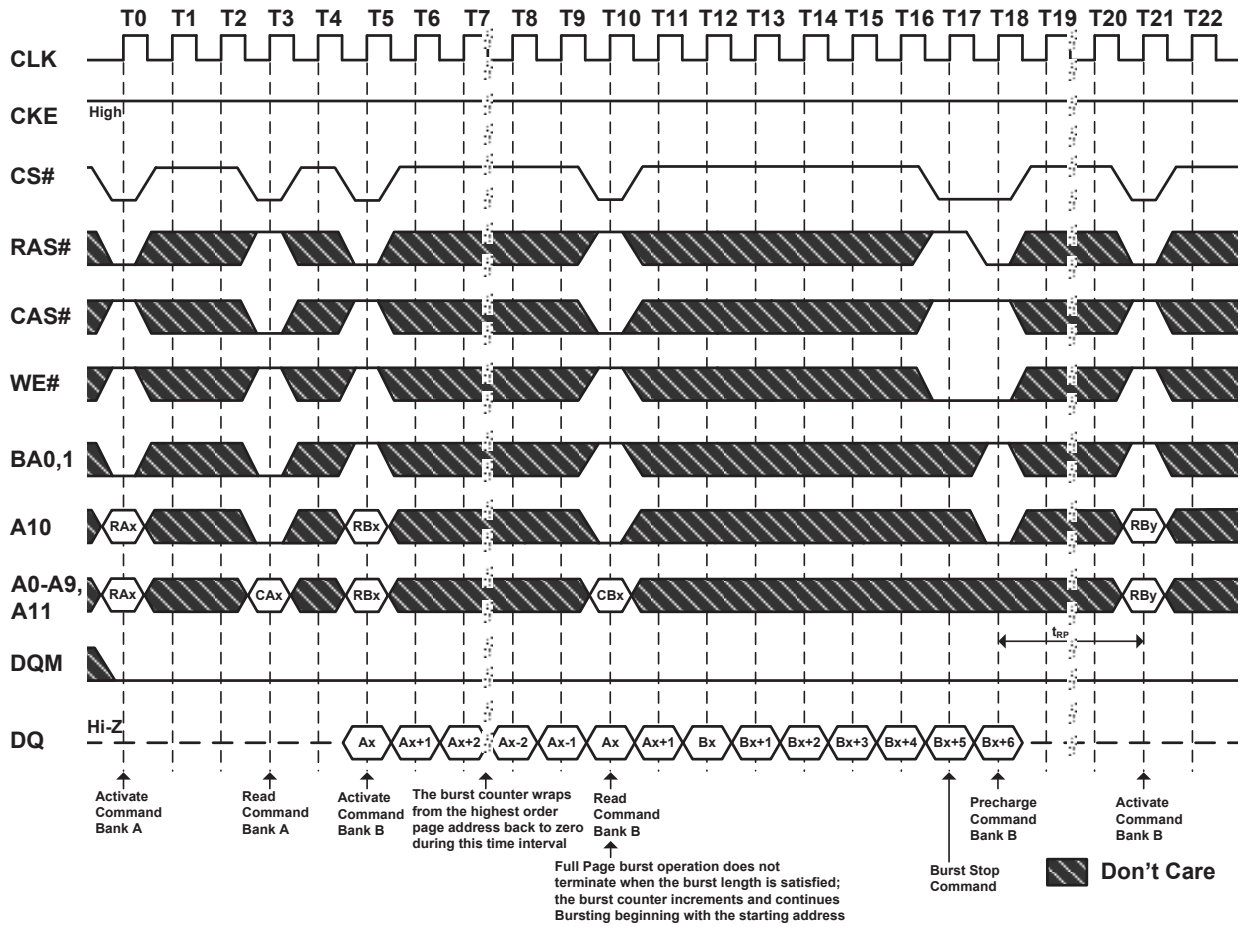 T0 T1 T2 T3 T4 T5 T6 T7 T8 T9 T10 T11 T12 T13 T14 T15 T16 T17 T18 T19 T20 T21 T22
CLK
CKE
High
CS#
RAS#
CAS#
WE#
BA0,1
A10
RAx RBx RBy
A0-A9,
A11
RAx CAx RBx CBx RBy
tRP
DQM
DQ
Hi-Z
Ax Ax+1 Ax+2 Ax-2 Ax-1 Ax Ax+1 Bx Bx+1 Bx+2 Bx+3 Bx+4 Bx+5 Bx+6
Activate
Command
Bank A
Read
Command
Bank A
Activate
Command
Bank B
The burst counter wraps
from the highest order
page address back to zero
during this time interval
Read
Command
Bank B
Full Page burst operation does not
terminate when the burst length is satisfied;
the burst counter increments and continues
Bursting beginning with the starting address
Burst Stop
Command
Precharge
Command
Bank B
Activate
Command
Bank B
Don't Care